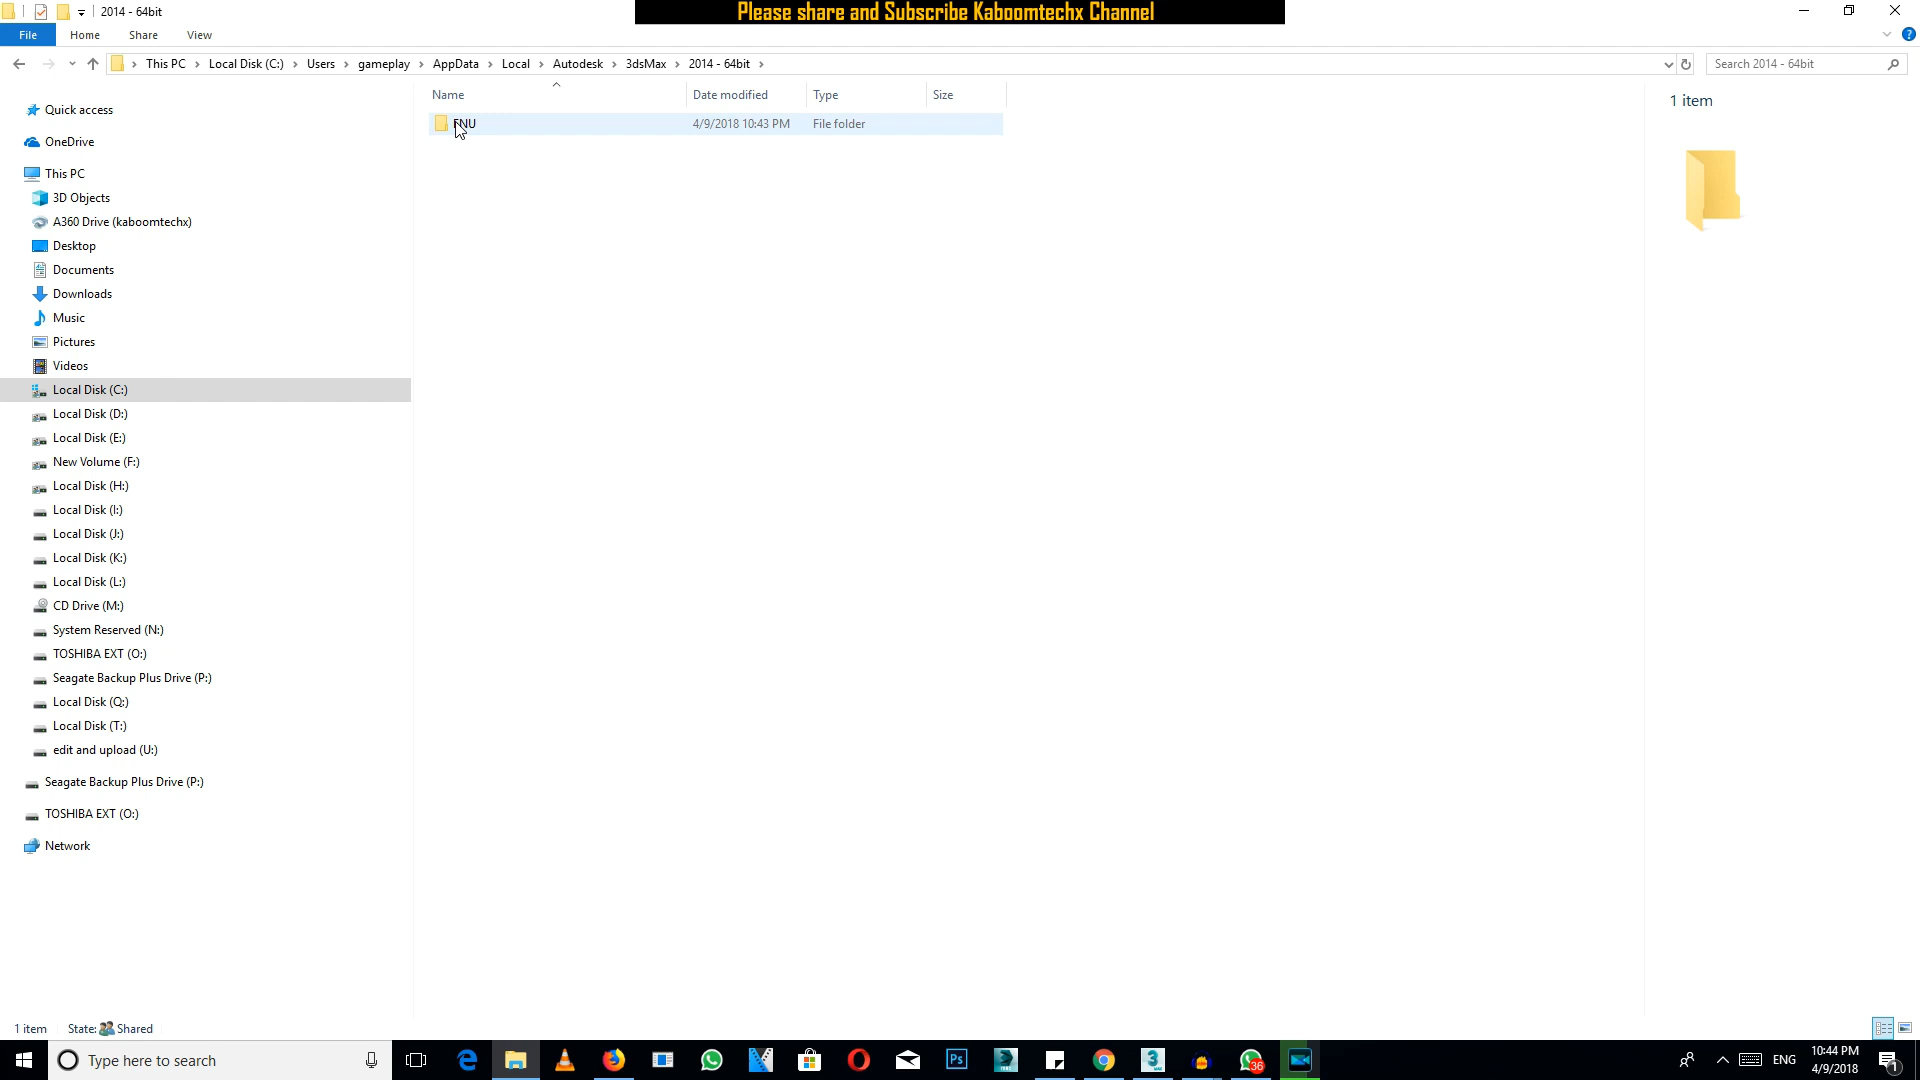 2014 - 64bit
Please share and Subscribe Kaboomtechx Channel
File Home Share View
This PC Local Disk (C:) Users gameplay AppData Local Autodesk 3dsMax 2014 - 64bit
Search 2014 - 64bit
Name Date modified Type Size
ENU 4/9/2018 10:43 PM File folder
1 item
Quick access
OneDrive
This PC
3D Objects
A360 Drive (kaboomtechx)
Desktop
Documents
Downloads
Music
Pictures
Videos
Local Disk (C:)
Local Disk (D:)
Local Disk (E:)
New Volume (F:)
Local Disk (H:)
Local Disk (I:)
Local Disk (J:)
Local Disk (K:)
Local Disk (L:)
CD Drive (M:)
System Reserved (N:)
TOSHIBA EXT (O:)
Seagate Backup Plus Drive (P:)
Local Disk (Q:)
Local Disk (T:)
edit and upload (U:)
Seagate Backup Plus Drive (P:)
TOSHIBA EXT (O:)
Network
1 item State: Shared
Type here to search
Ps
36
ENG
10:44 PM
4/9/2018
1